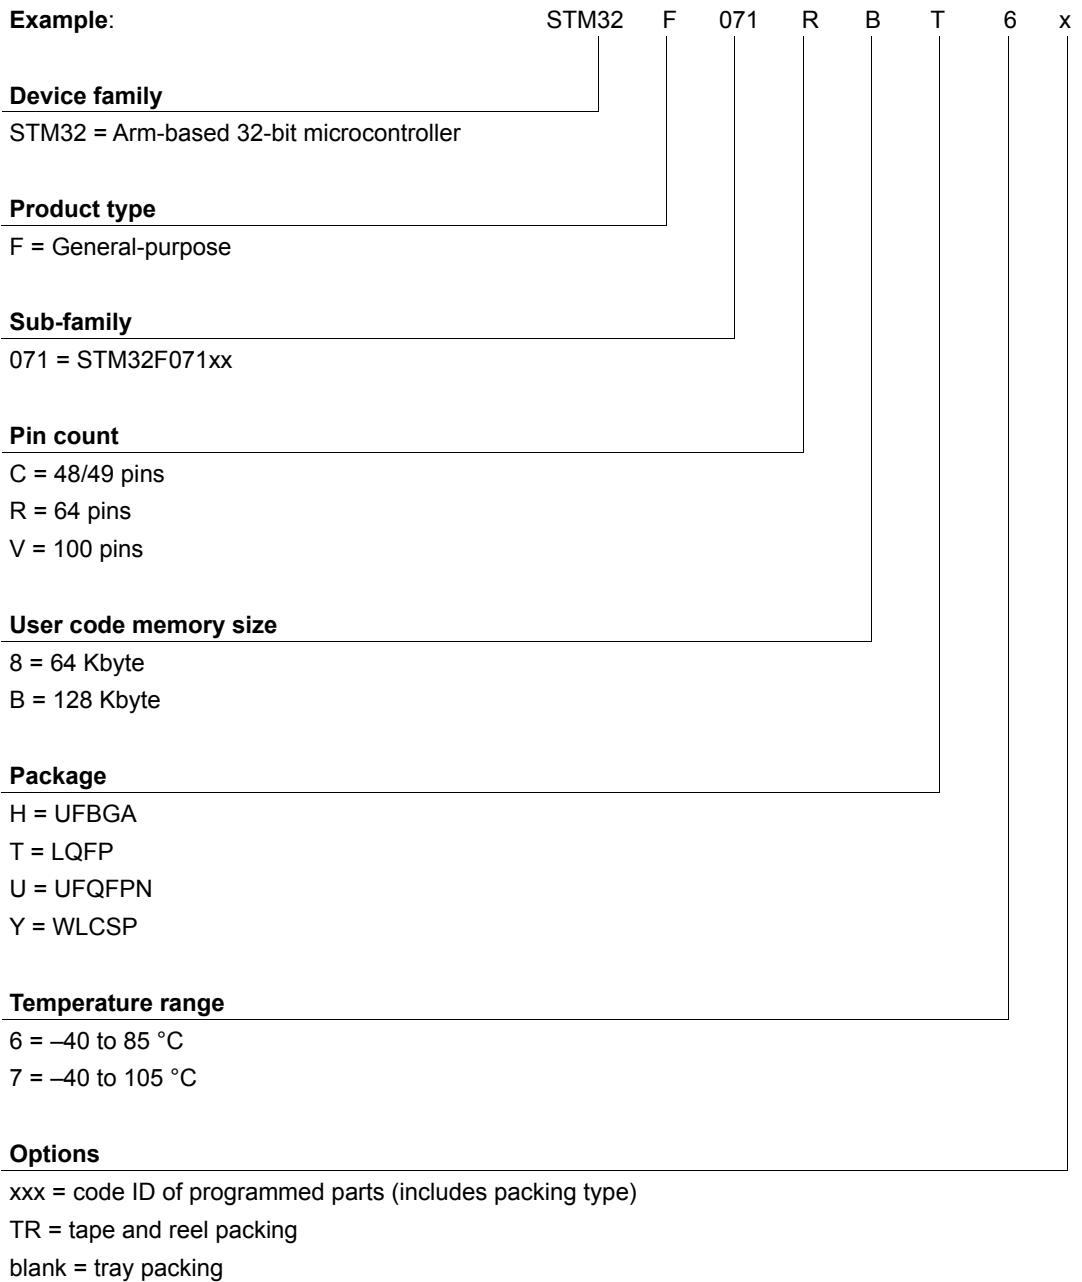 Example: STM32 F 071 R B T 6 x
Device family
STM32 = Arm-based 32-bit microcontroller
Product type
F = General-purpose
Sub-family
071 = STM32F071xx
Pin count
C = 48/49 pins
R = 64 pins
V = 100 pins
User code memory size
8 = 64 Kbyte
B = 128 Kbyte
Package
H = UFBGA
T = LQFP
U = UFQFPN
Y = WLCSP
Temperature range
6 = –40 to 85 °C
7 = –40 to 105 °C
Options
xxx = code ID of programmed parts (includes packing type)
TR = tape and reel packing
blank = tray packing